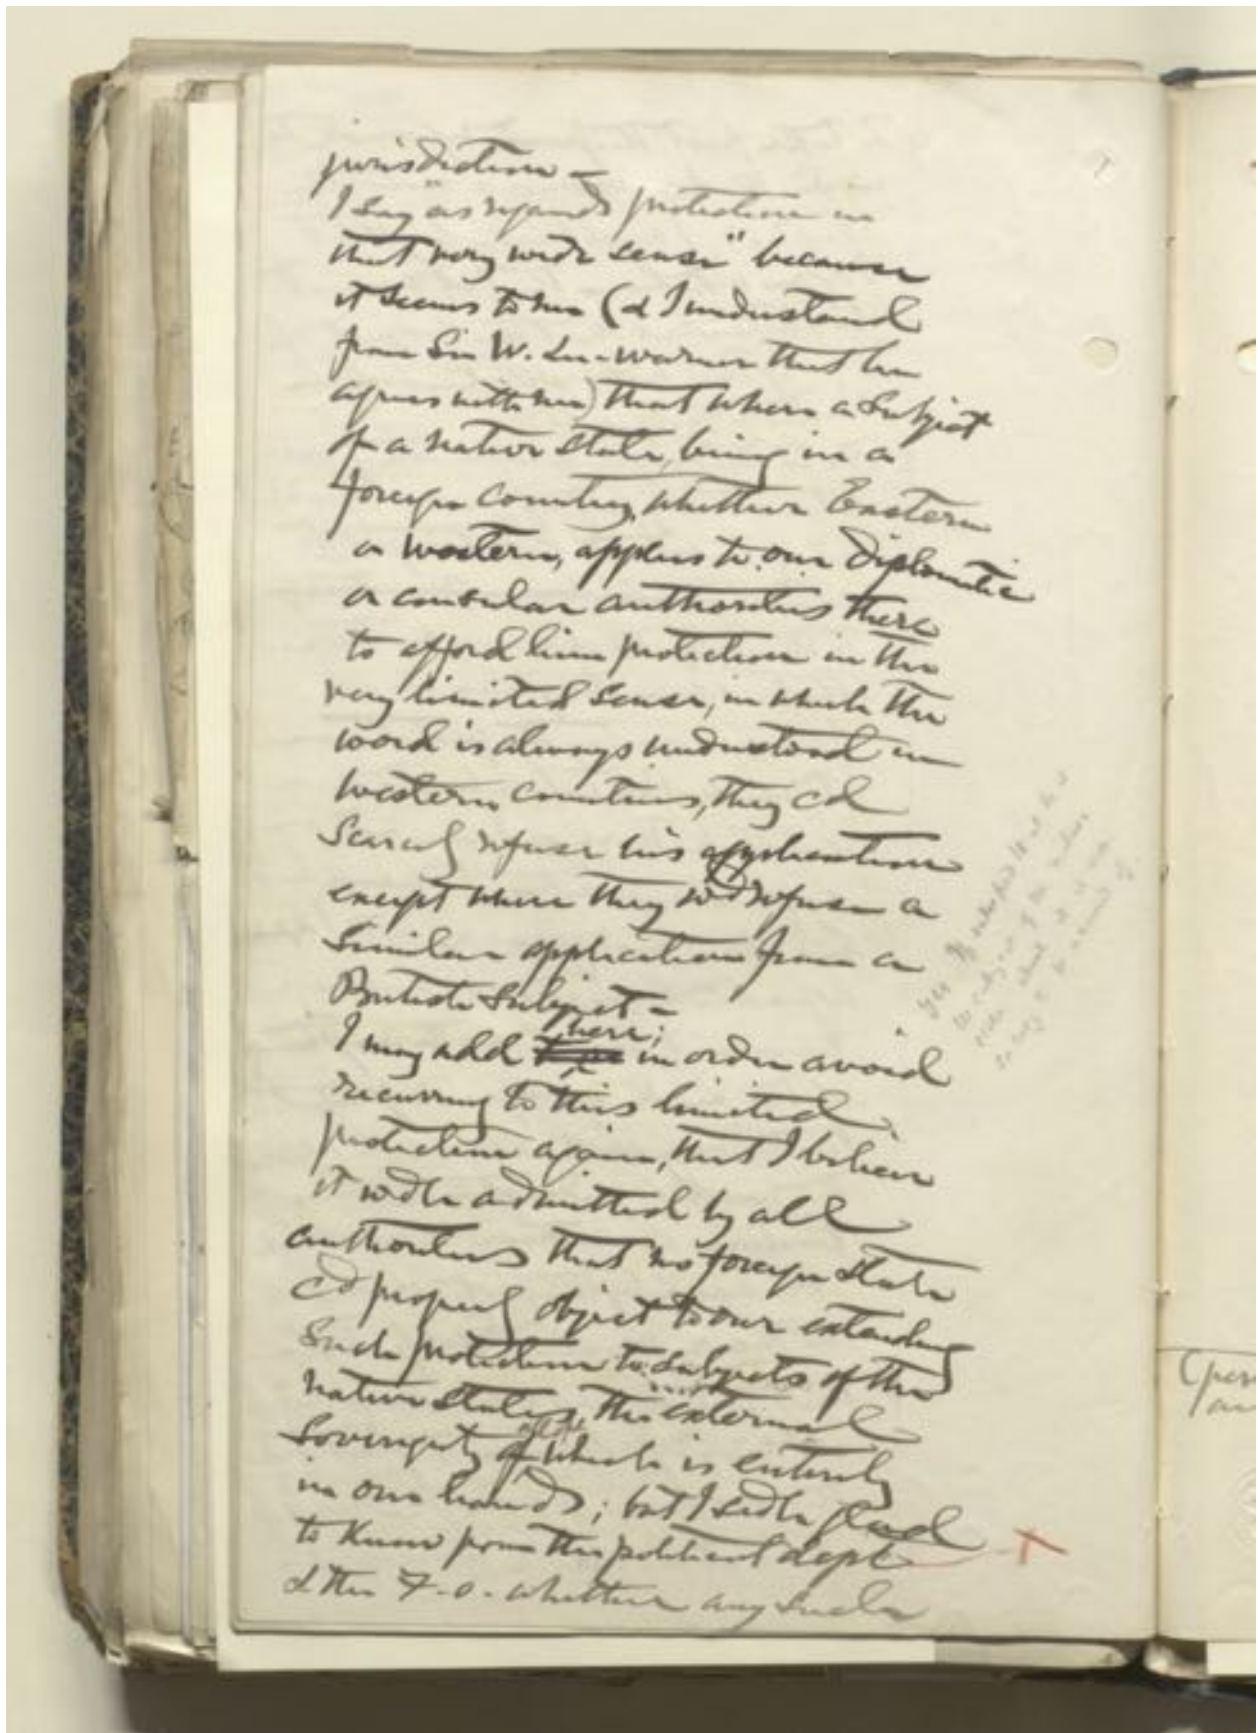 jurisdiction –
I say "as regards protection in
that very wide sense" because
it seems to me (& I understand
from Sir W. Lee-Warner that he
agrees with me) that where a subject
of a native state, being in a
foreign country, whether Eastern
or Western, applies to our diplomatic
or consular authorities there
to afford him protection in the
very limited sense, in which the
word is always understood in
Western countries, they cd
scarcely refuse his application
except where they wd refuse a
similar application from a
British subject –
I may add here; in order avoid
recurring to this limited
protection again, that I believe
it wd be admitted by all
authorities that no foreign state
cd properly object to our extending
such protection to subjects of the
native states, the external
sovereignty of which is entirely
in our hands; but I sd be glad
to know from the political dept
& the F.O. whether any such
Yes
X
(per